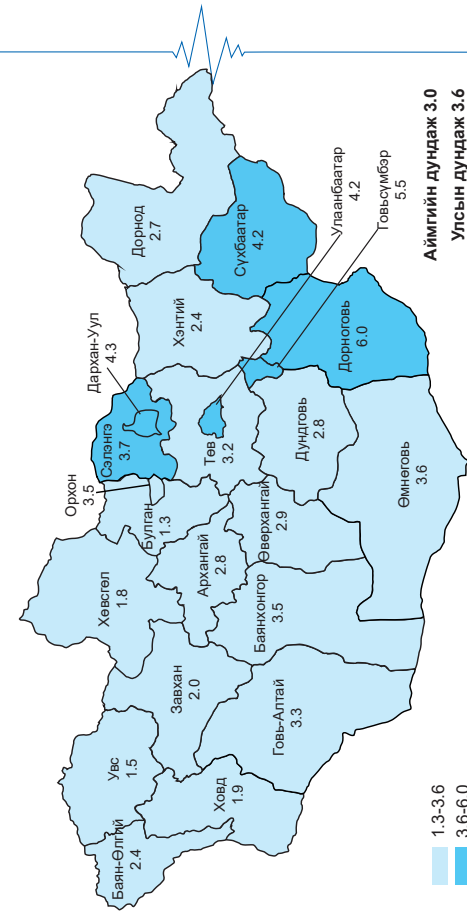 Баян-Өлгий
2.4
Увс
1.5
Ховд
1.9
Завхан
2.0
Говь-Алтай
3.3
Хөвсгөл
1.8
Архангай
2.8
Баянхонгор
3.5
Орхон
3.5
Булган
1.3
Өвөрхангай
2.9
Сэлэнгэ
3.7
Дархан-Уул
4.3
Төв
3.2
Дундговь
2.8
Өмнөговь
3.6
Хэнтий
2.4
Дорнод
2.7
Сүхбаатар
4.2
Дорноговь
6.0
Улаанбаатар
4.2
Говьсүмбэр
5.5
1.3-3.6
3.6-6.0
Аймгийн дундаж 3.0
Улсын дундаж 3.6